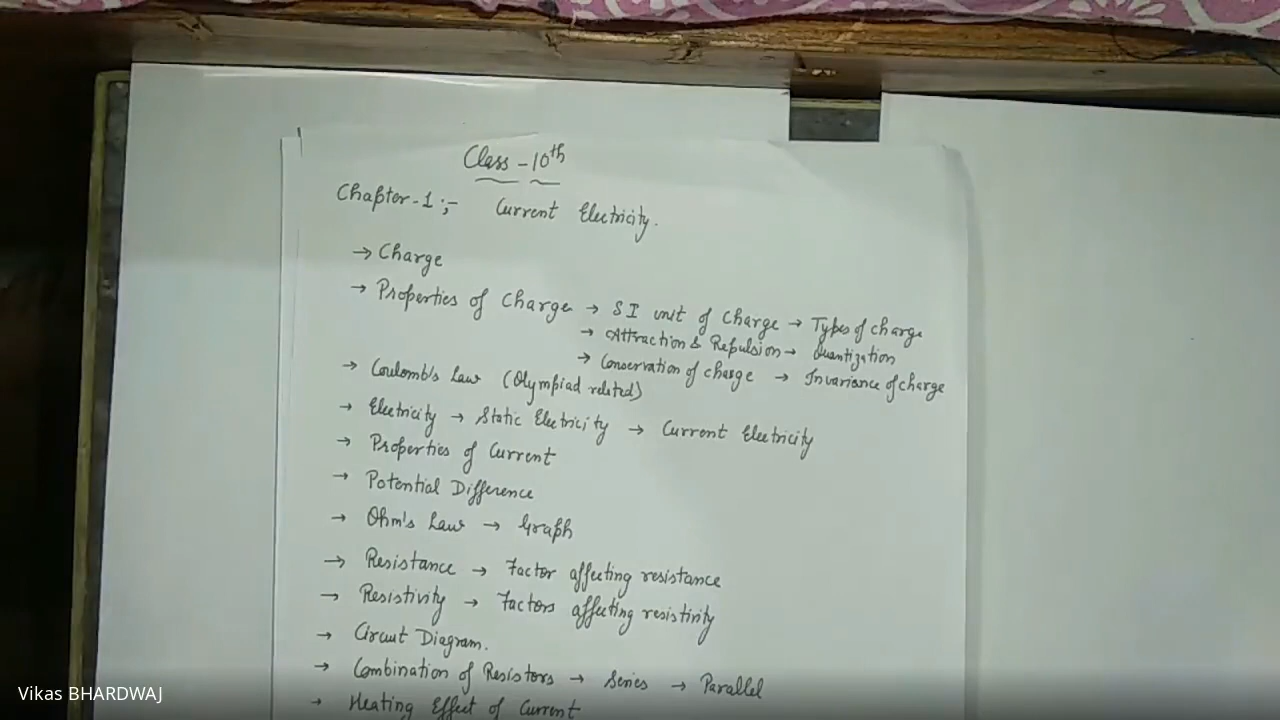 Class - 10th
Chapter-1 :- Current Electricity.
→ Charge
→ Properties of Charge → SI unit of Charge → Types of charge
→ Attraction & Repulsion → Quantization
→ Conservation of charge → Invariance of charge
→ Coulomb's Law (Olympiad related)
→ Electricity → Static Electricity → Current Electricity
→ Properties of Current
→ Potential Difference
→ Ohm's Law → Graph
→ Resistance → Factor affecting resistance
→ Resistivity → Factors affecting resistivity
→ Circuit Diagram.
→ Combination of Resistors → Series → Parallel
→ Heating Effect of Current
Vikas BHARDWAJ